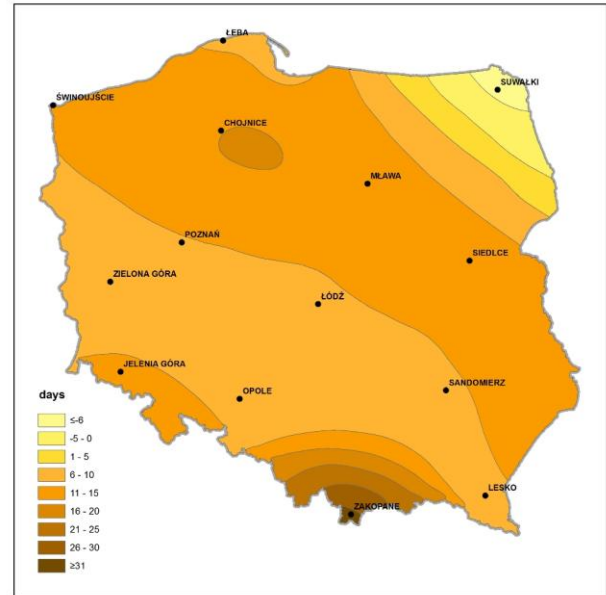 ŁEBA
SUWAŁKI
ŚWINOUJŚCIE
CHOJNICE
MŁAWA
POZNAŃ
SIEDLCE
ZIELONA GÓRA
ŁÓDŹ
JELENIA GÓRA
SANDOMIERZ
OPOLE
days
≤-6
-5 - 0
1 - 5
6 - 10
11 - 15
16 - 20
21 - 25
26 - 30
≥31
LESKO
ZAKOPANE